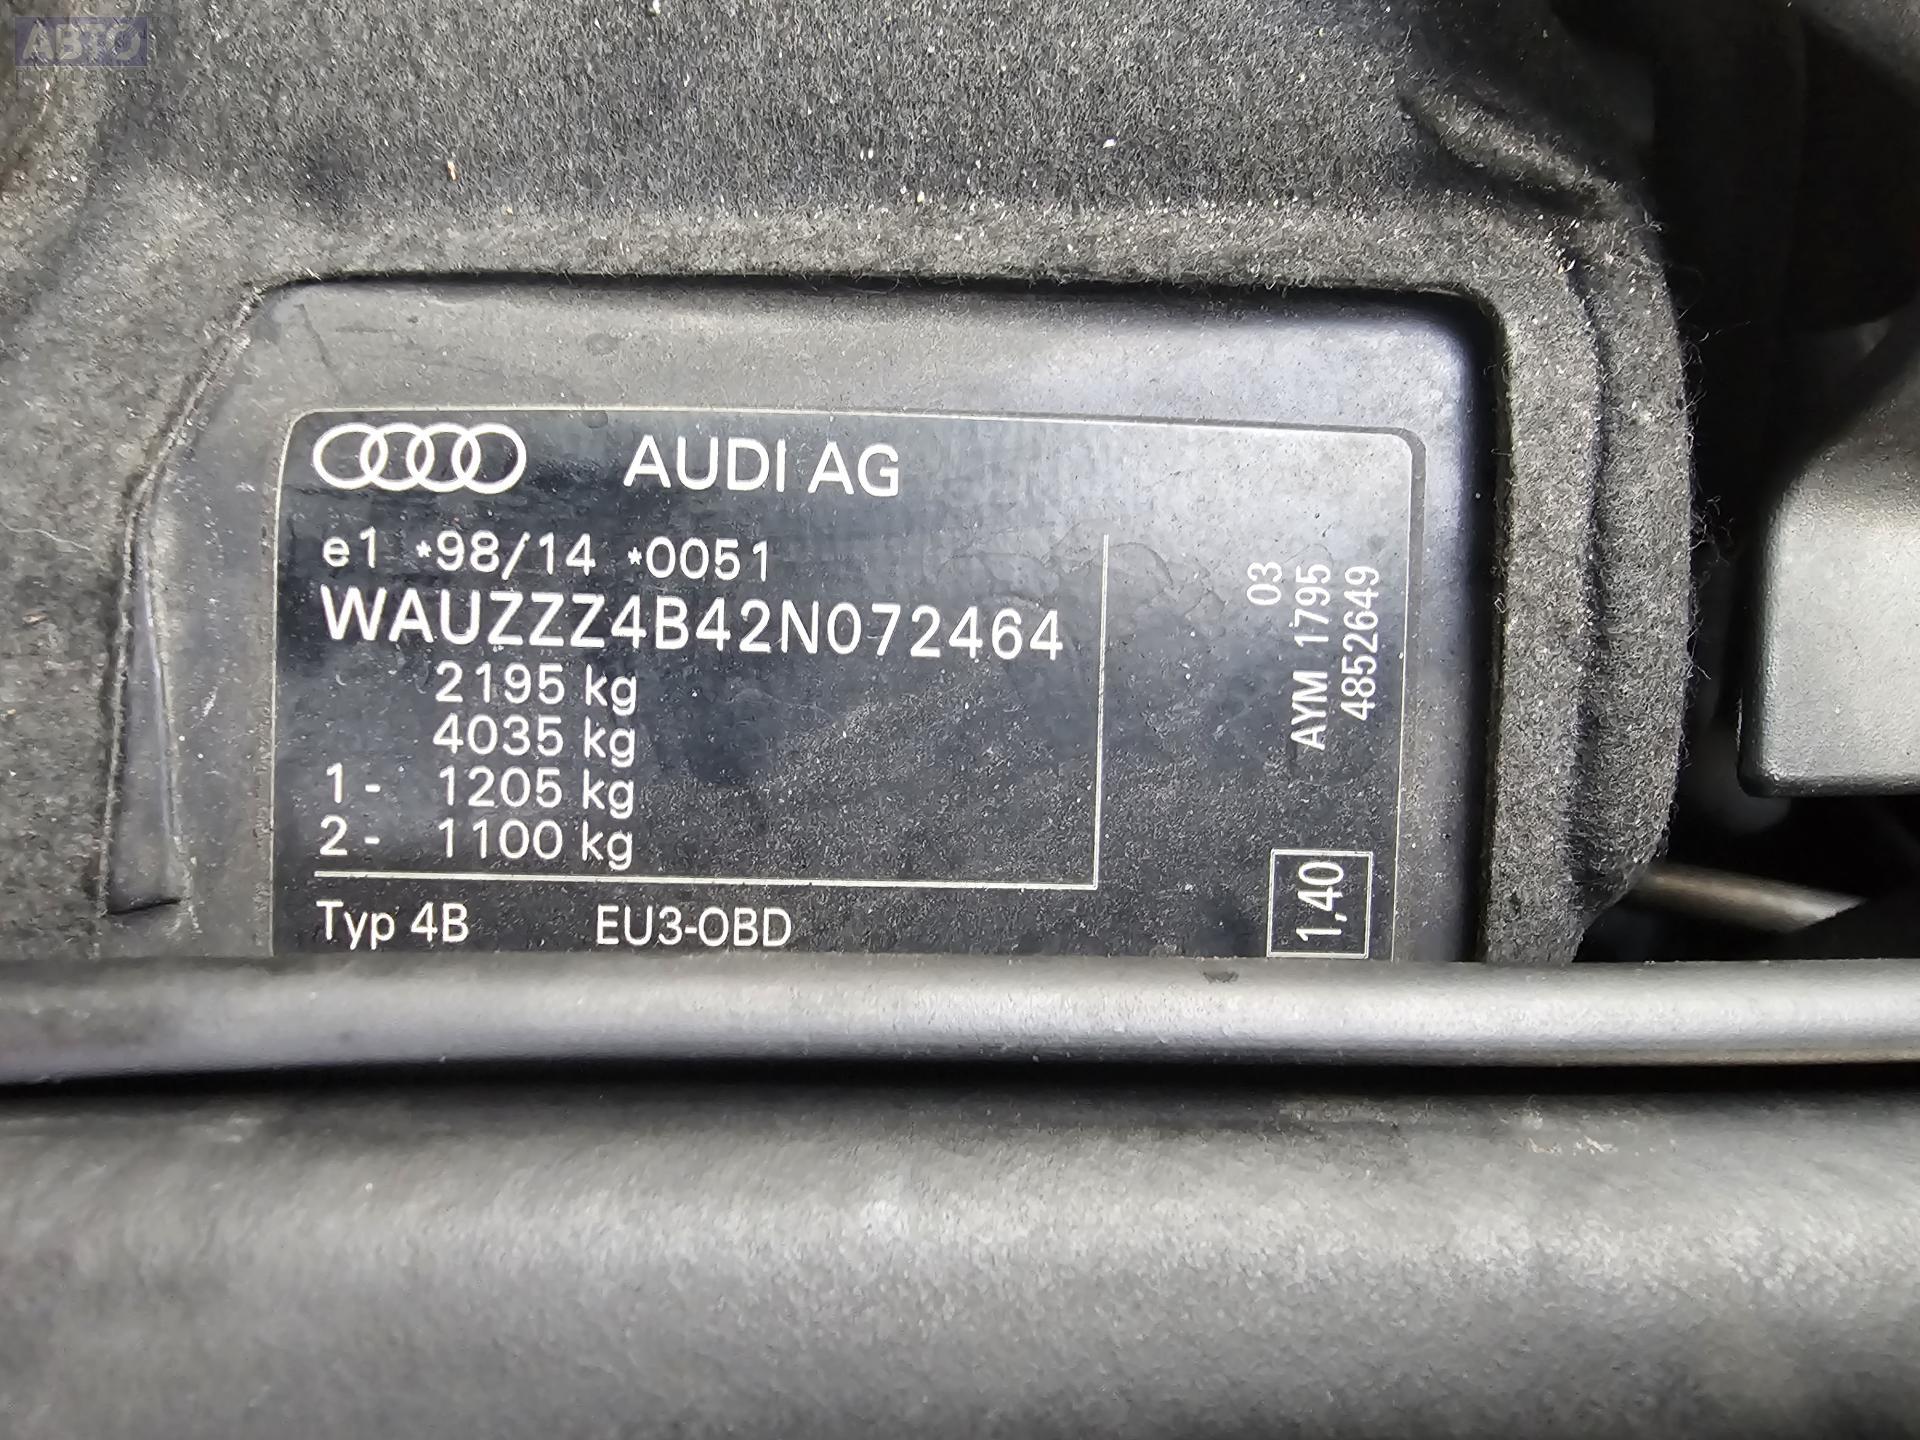 АВТО
AUDI AG
e1 *98/14 *0051
WAUZZZ4B42N072464
2195 kg
4035 kg
1- 1205 kg
2- 1100 kg
Typ 4B EU3-OBD
03
AYM 1795
4852649
1,40